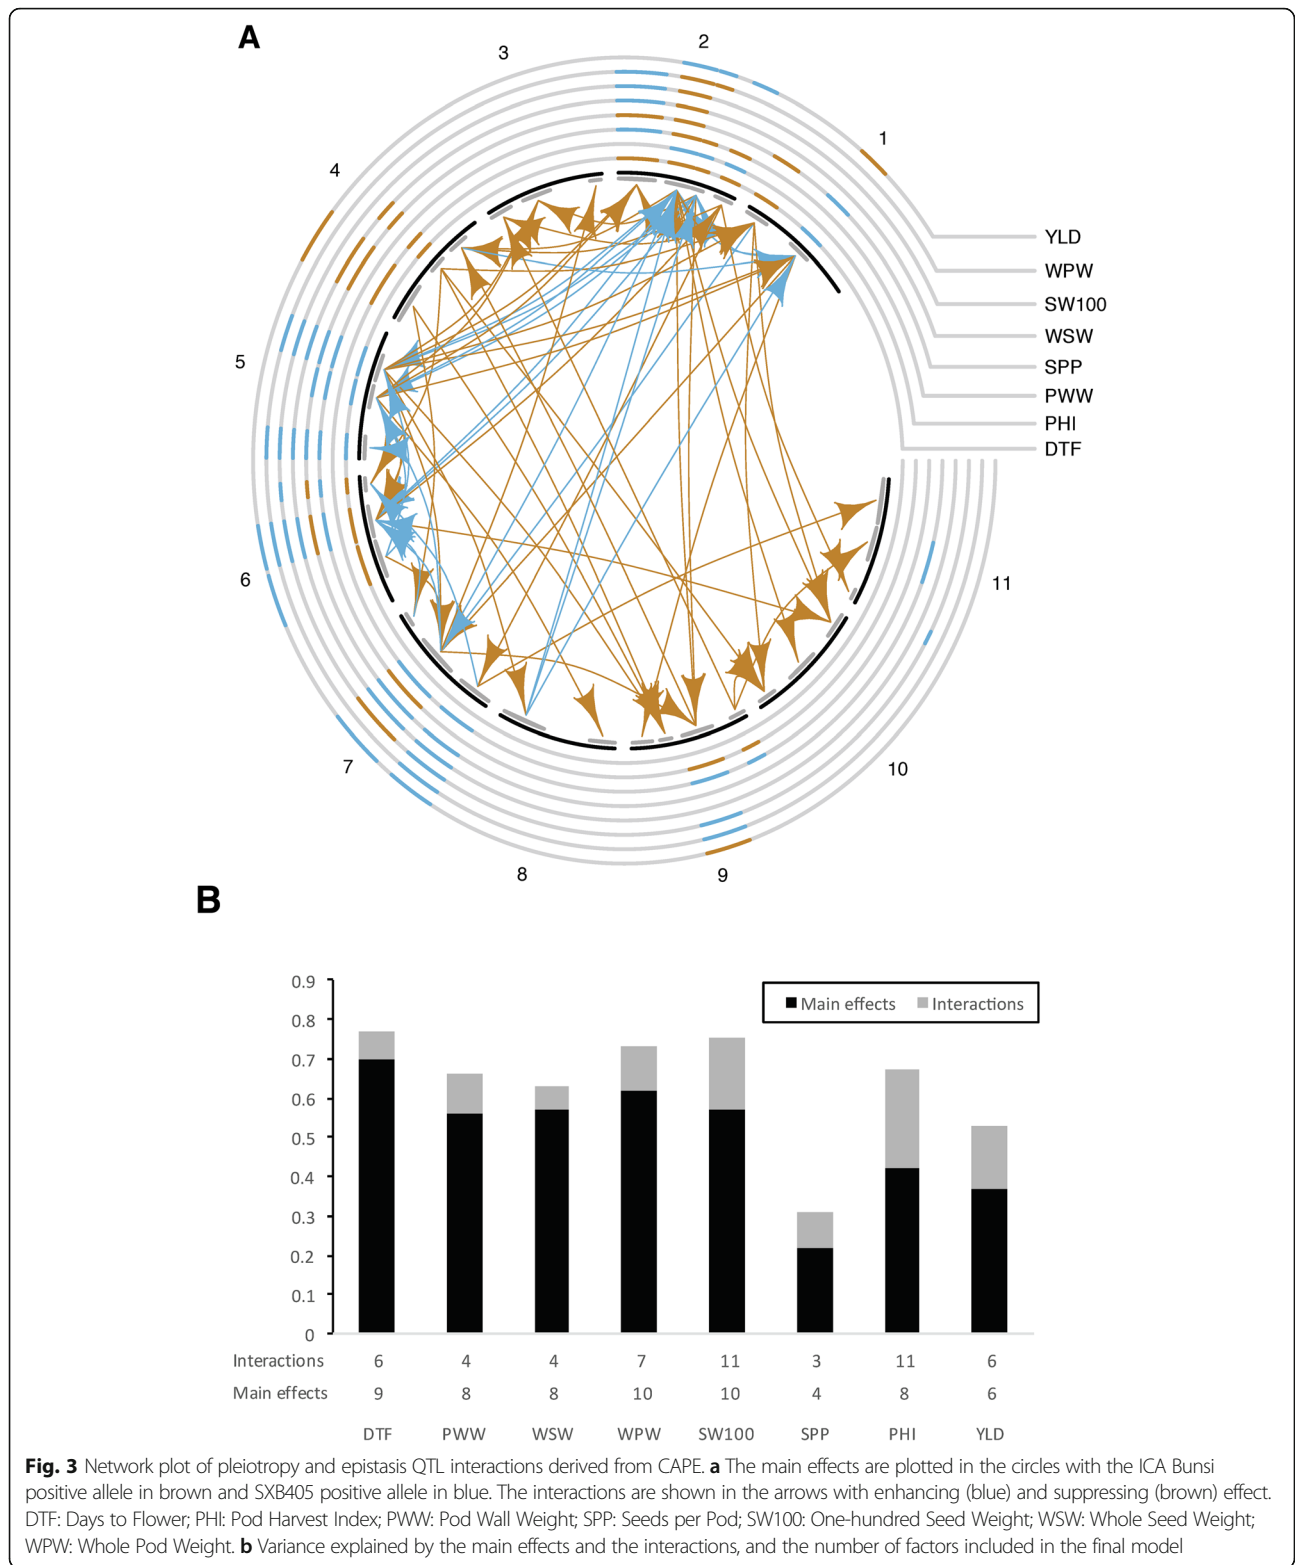 A
3
2
1
4
5
6
7
8
9
10
11
YLD
WPW
SW100
WSW
SPP
PWW
PHI
DTF
B
0.9
0.8
0.7
0.6
0.5
0.4
0.3
0.2
0.1
0
Main effects Interactions
Interactions 6 4 4 7 11 3 11 6
Main effects 9 8 8 10 10 4 8 6
DTF PWW WSW WPW SW100 SPP PHI YLD
Fig. 3 Network plot of pleiotropy and epistasis QTL interactions derived from CAPE. a The main effects are plotted in the circles with the ICA Bunsi
positive allele in brown and SXB405 positive allele in blue. The interactions are shown in the arrows with enhancing (blue) and suppressing (brown) effect.
DTF: Days to Flower; PHI: Pod Harvest Index; PWW: Pod Wall Weight; SPP: Seeds per Pod; SW100: One-hundred Seed Weight; WSW: Whole Seed Weight;
WPW: Whole Pod Weight. b Variance explained by the main effects and the interactions, and the number of factors included in the final model